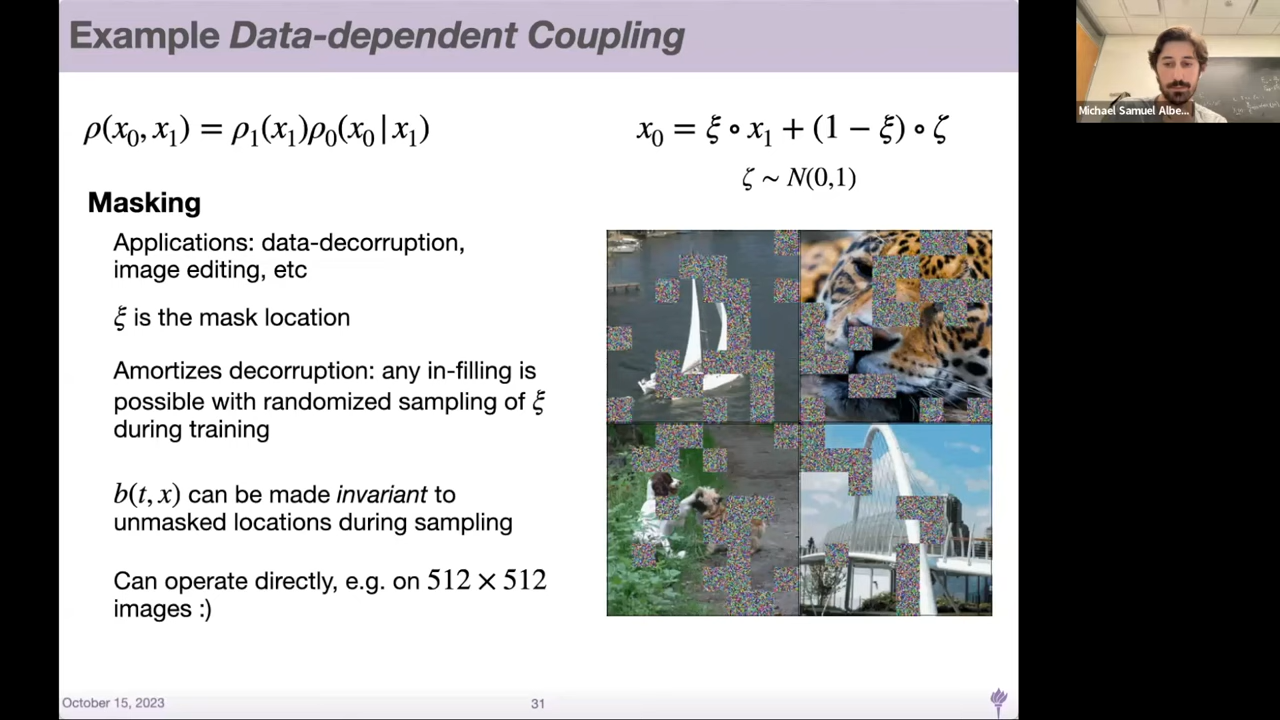 Example Data-dependent Coupling
ρ(x₀, x₁) = ρ₁(x₁)ρ₀(x₀ | x₁)
x₀ = ξ ∘ x₁ + (1 − ξ) ∘ ζ
ζ ~ N(0,1)
Masking
Applications: data-decorruption,
image editing, etc
ξ is the mask location
Amortizes decorruption: any in-filling is
possible with randomized sampling of ξ
during training
b(t, x) can be made invariant to
unmasked locations during sampling
Can operate directly, e.g. on 512 × 512
images :)
October 15, 2023
31
Michael Samuel Albe...